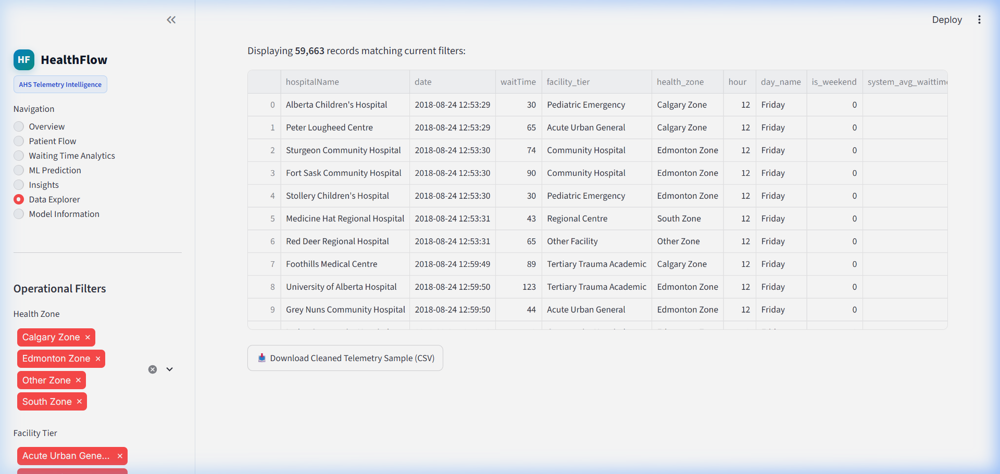 Deploy
HF HealthFlow
AHS Telemetry Intelligence
Navigation
Overview
Patient Flow
Waiting Time Analytics
ML Prediction
Insights
Data Explorer
Model Information
Operational Filters
Health Zone
Calgary Zone ×
Edmonton Zone ×
Other Zone ×
South Zone ×
Facility Tier
Acute Urban Gene... ×
Displaying 59,663 records matching current filters:
hospitalName date waitTime facility_tier health_zone hour day_name is_weekend system_avg_waittime
0 Alberta Children's Hospital 2018-08-24 12:53:29 30 Pediatric Emergency Calgary Zone 12 Friday 0
1 Peter Lougheed Centre 2018-08-24 12:53:29 65 Acute Urban General Calgary Zone 12 Friday 0
2 Sturgeon Community Hospital 2018-08-24 12:53:30 74 Community Hospital Edmonton Zone 12 Friday 0
3 Fort Sask Community Hospital 2018-08-24 12:53:30 90 Community Hospital Edmonton Zone 12 Friday 0
4 Stollery Children's Hospital 2018-08-24 12:53:30 30 Pediatric Emergency Edmonton Zone 12 Friday 0
5 Medicine Hat Regional Hospital 2018-08-24 12:53:31 43 Regional Centre South Zone 12 Friday 0
6 Red Deer Regional Hospital 2018-08-24 12:53:31 65 Other Facility Other Zone 12 Friday 0
7 Foothills Medical Centre 2018-08-24 12:59:49 89 Tertiary Trauma Academic Calgary Zone 12 Friday 0
8 University of Alberta Hospital 2018-08-24 12:59:50 123 Tertiary Trauma Academic Edmonton Zone 12 Friday 0
9 Grey Nuns Community Hospital 2018-08-24 12:59:50 44 Acute Urban General Edmonton Zone 12 Friday 0
Download Cleaned Telemetry Sample (CSV)